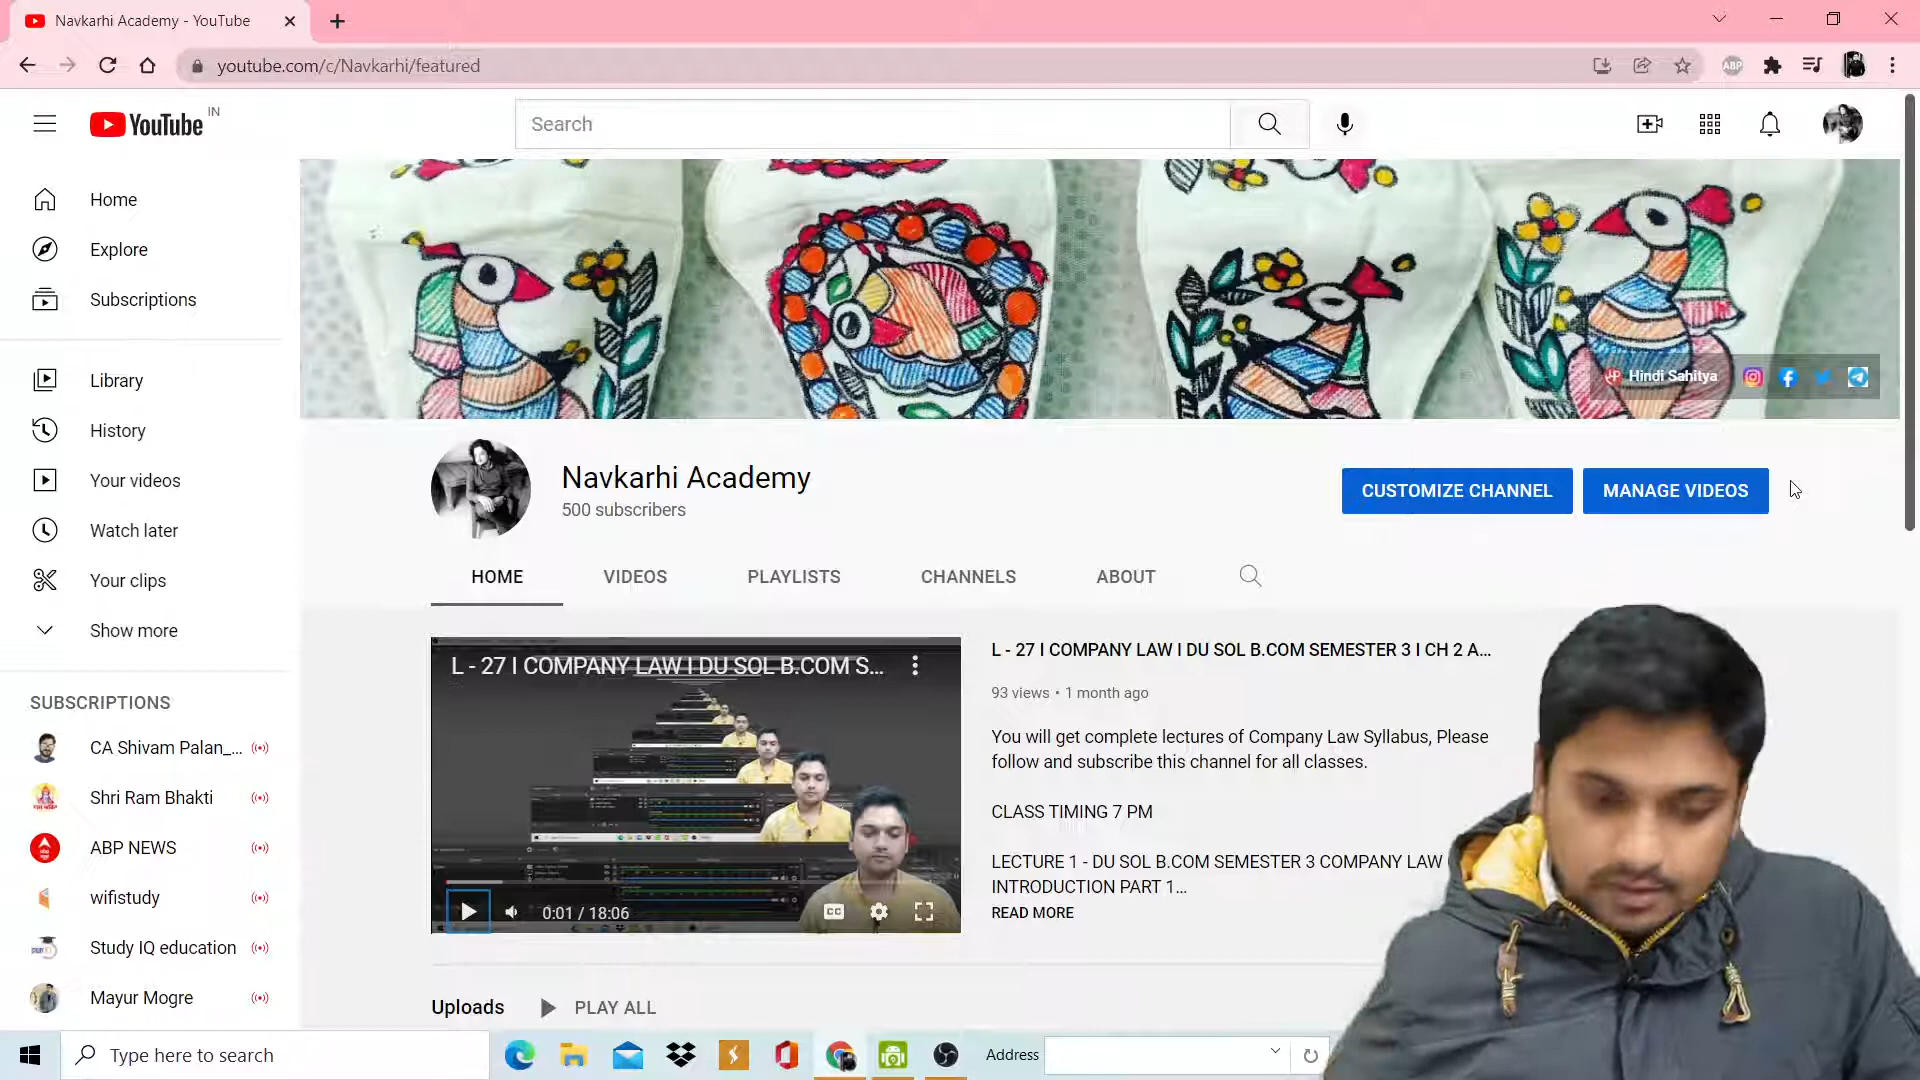 Navkarhi Academy - YouTube
youtube.com/c/Navkarhi/featured
ABP
YouTube IN
Search
Home
Explore
Subscriptions
Library
History
Your videos
Watch later
Your clips
Show more
SUBSCRIPTIONS
CA Shivam Palan_...
Shri Ram Bhakti
ABP NEWS
wifistudy
Study IQ education
Mayur Mogre
Hindi Sahitya
Navkarhi Academy
500 subscribers
CUSTOMIZE CHANNEL
MANAGE VIDEOS
HOME
VIDEOS
PLAYLISTS
CHANNELS
ABOUT
L - 27 I COMPANY LAW I DU SOL B.COM S...
0:01 / 18:06
CC
L - 27 I COMPANY LAW I DU SOL B.COM SEMESTER 3 I CH 2 A...
93 views • 1 month ago
You will get complete lectures of Company Law Syllabus, Please
follow and subscribe this channel for all classes.
CLASS TIMING 7 PM
LECTURE 1 - DU SOL B.COM SEMESTER 3 COMPANY LAW
INTRODUCTION PART 1...
READ MORE
Uploads
PLAY ALL
Type here to search
Address